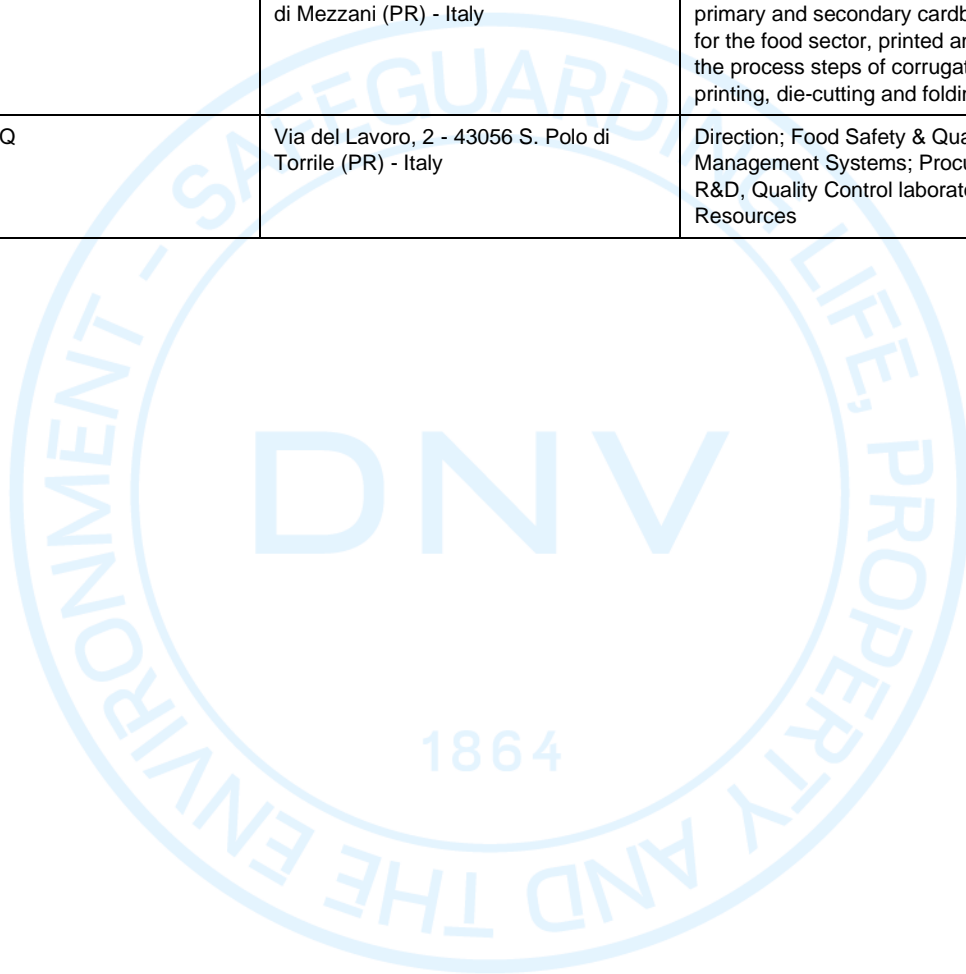 di Mezzani (PR) - Italy
primary and secondary
for the food sector, printed
the process steps of
printing, die-cutting and
Q
Via del Lavoro, 2 - 43056 S. Polo di
Torrile (PR) - Italy
Direction; Food Safety &
Management Systems;
R&D, Quality Control
Resources
SAFEGUARDING LIFE, PROPERTY AND THE ENVIRONMENT -
DNV
1864